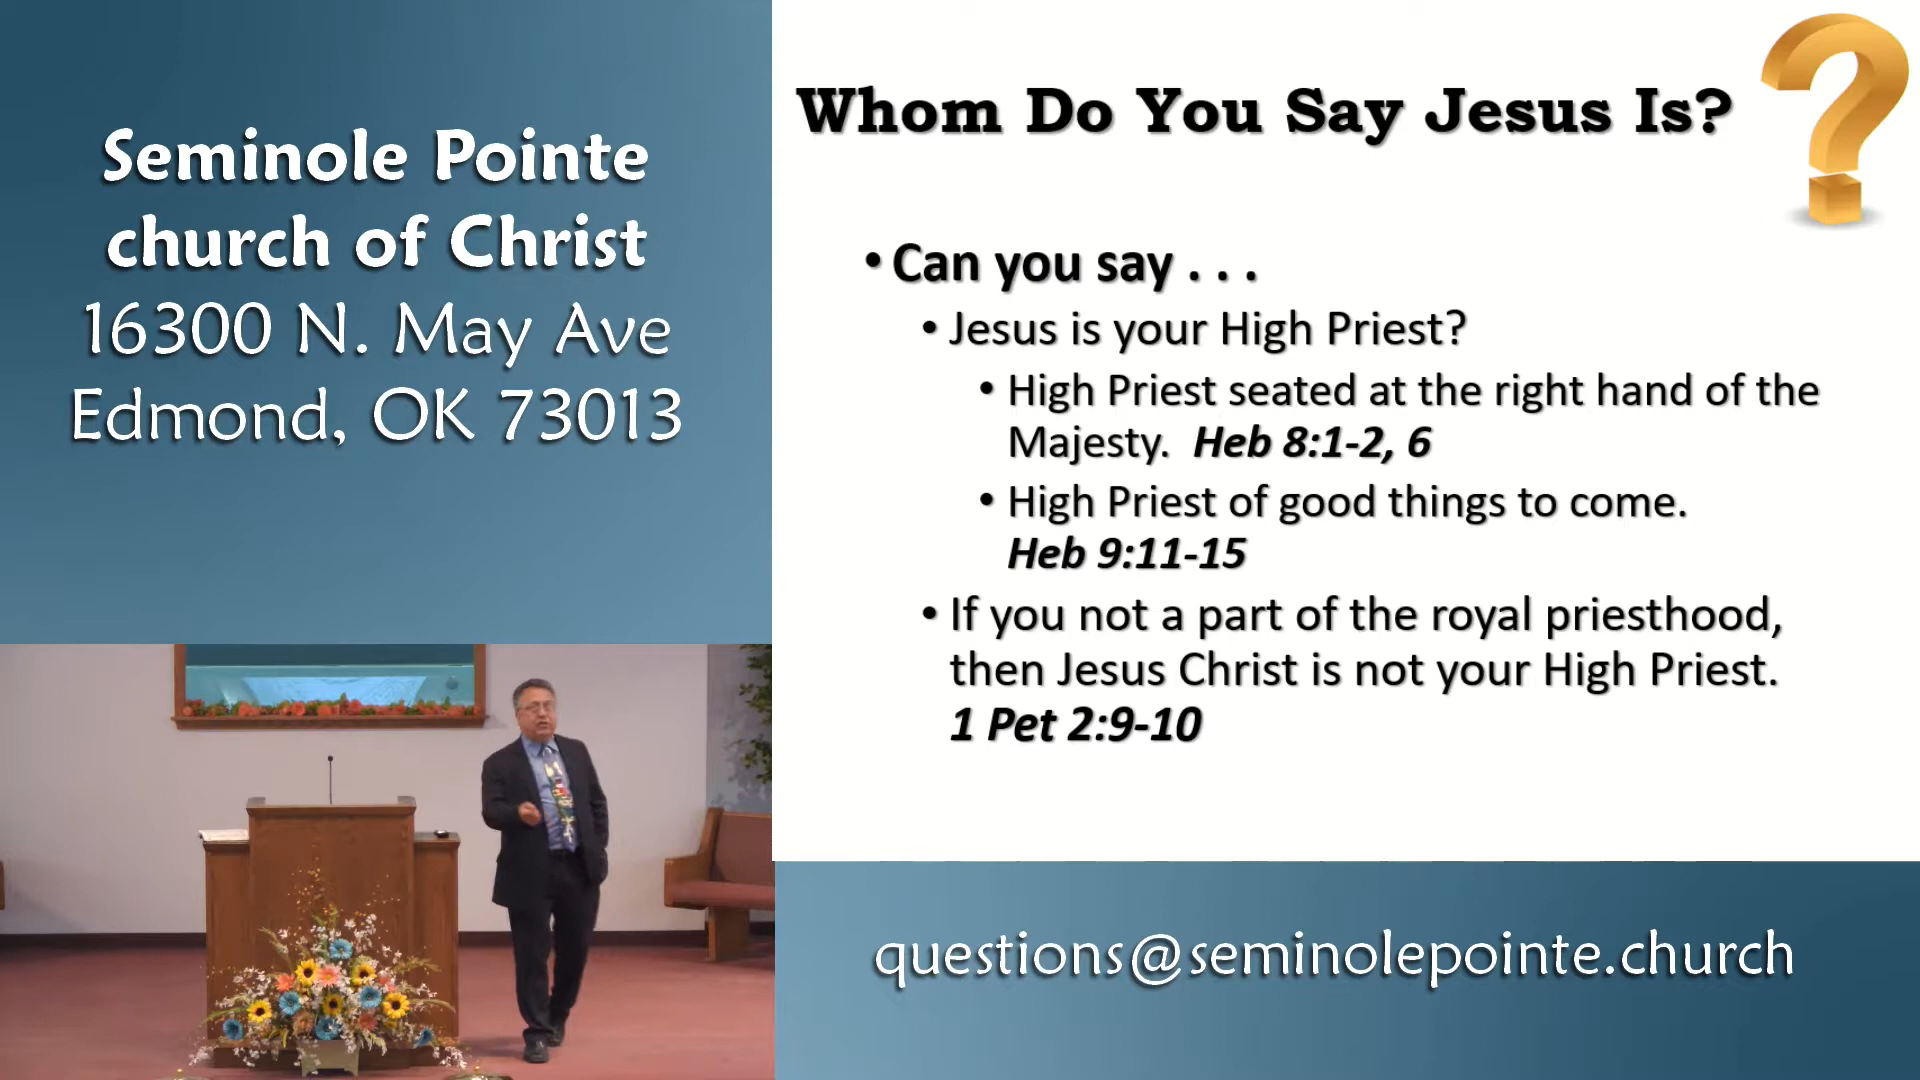 Seminole Pointe
church of Christ
16300 N. May Ave
Edmond, OK 73013
Whom Do You Say Jesus Is?
• Can you say . . .
• Jesus is your High Priest?
• High Priest seated at the right hand of the
Majesty.  Heb 8:1-2, 6
• High Priest of good things to come.
Heb 9:11-15
• If you not a part of the royal priesthood,
then Jesus Christ is not your High Priest.
1 Pet 2:9-10
questions@seminolepointe.church